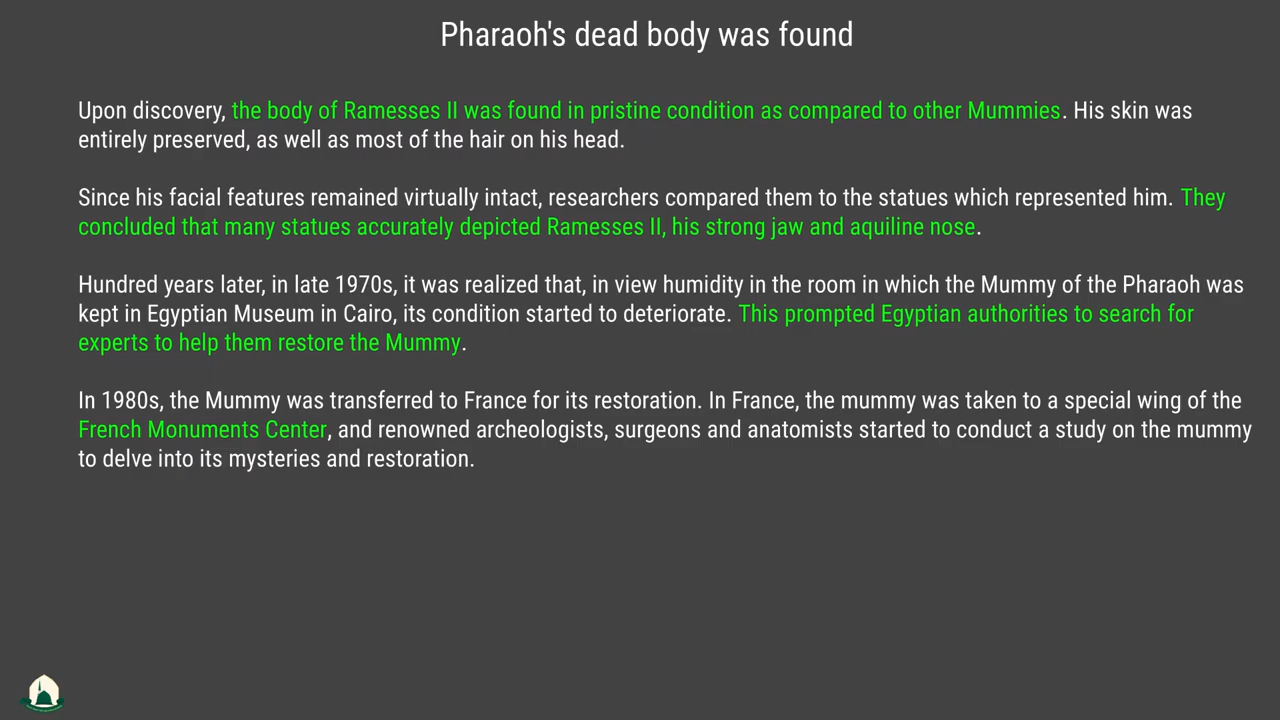 Pharaoh's dead body was found
Upon discovery, the body of Ramesses II was found in pristine condition as compared to other Mummies. His skin was
entirely preserved, as well as most of the hair on his head.
Since his facial features remained virtually intact, researchers compared them to the statues which represented him. They
concluded that many statues accurately depicted Ramesses II, his strong jaw and aquiline nose.
Hundred years later, in late 1970s, it was realized that, in view humidity in the room in which the Mummy of the Pharaoh was
kept in Egyptian Museum in Cairo, its condition started to deteriorate. This prompted Egyptian authorities to search for
experts to help them restore the Mummy.
In 1980s, the Mummy was transferred to France for its restoration. In France, the mummy was taken to a special wing of the
French Monuments Center, and renowned archeologists, surgeons and anatomists started to conduct a study on the mummy
to delve into its mysteries and restoration.